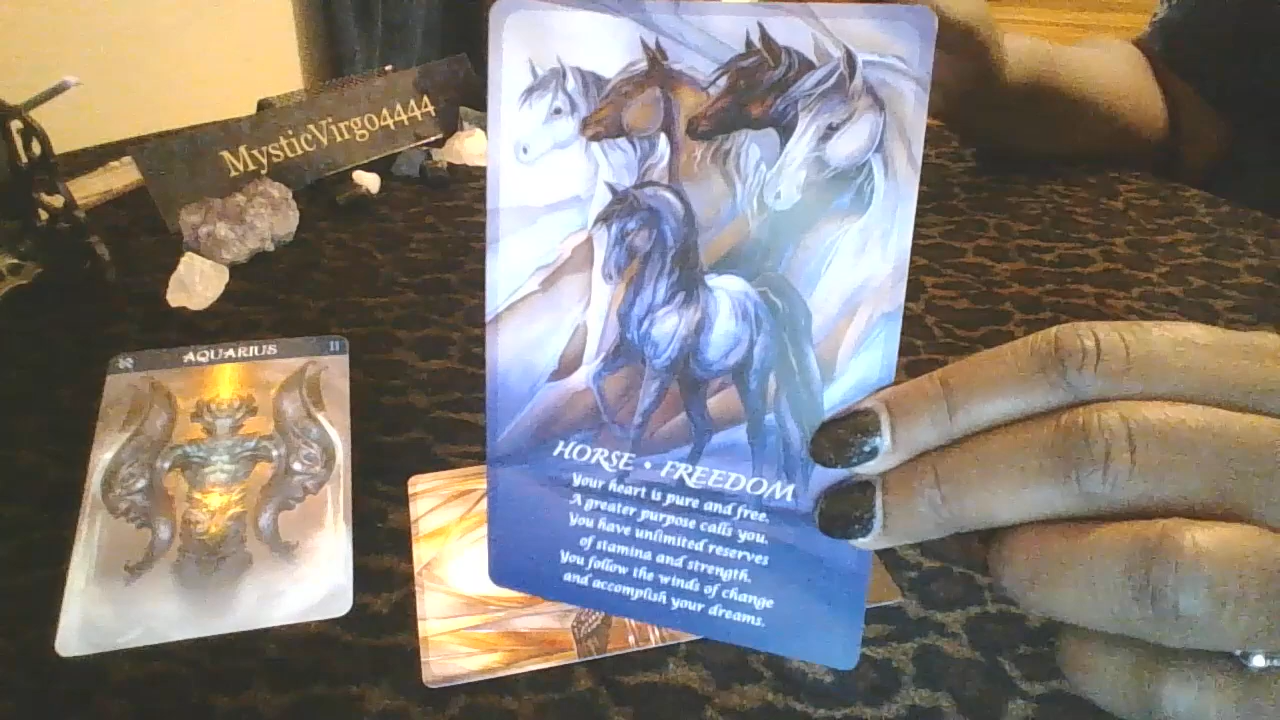 MysticVirgo4444
AQUARIUS
11
HORSE • FREEDOM
Your heart is pure and free.
A greater purpose calls you.
You have unlimited reserves
of stamina and strength.
You follow the winds of change
and accomplish your dreams.